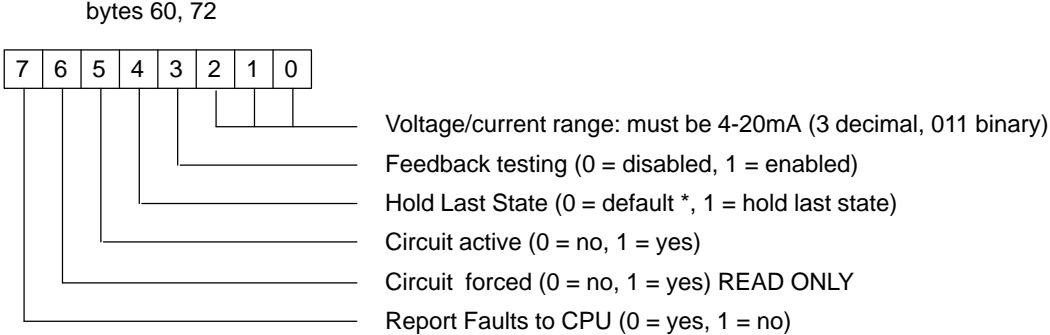 bytes 60, 72
7 6 5 4 3 2 1 0
Voltage/current range: must be 4-20mA (3 decimal, 011 binary)
Feedback testing (0 = disabled, 1 = enabled)
Hold Last State (0 = default *, 1 = hold last state)
Circuit active (0 = no, 1 = yes)
Circuit forced (0 = no, 1 = yes) READ ONLY
Report Faults to CPU (0 = yes, 1 = no)